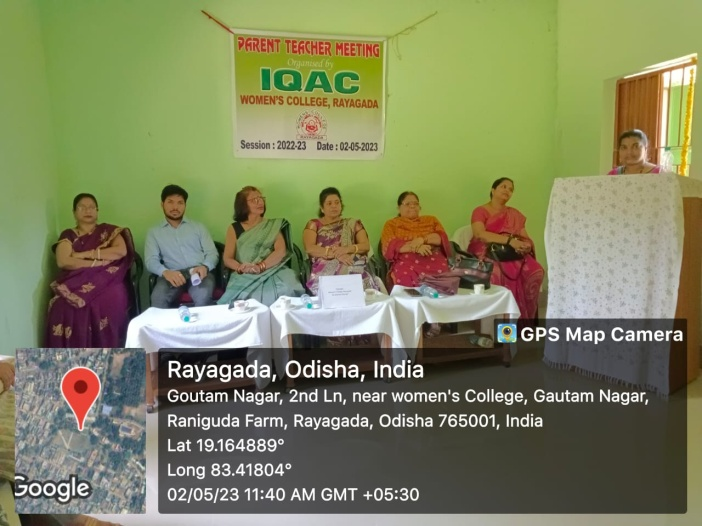 PARENT TEACHER MEETING
Organised by
IQAC
WOMEN'S COLLEGE, RAYAGADA
RAYAGADA
Session : 2022-23 Date : 02-05-2023
GPS Map Camera
Rayagada, Odisha, India
Goutam Nagar, 2nd Ln, near women's College, Gautam Nagar,
Raniguda Farm, Rayagada, Odisha 765001, India
Lat 19.164889°
Long 83.41804°
02/05/23 11:40 AM GMT +05:30
Google